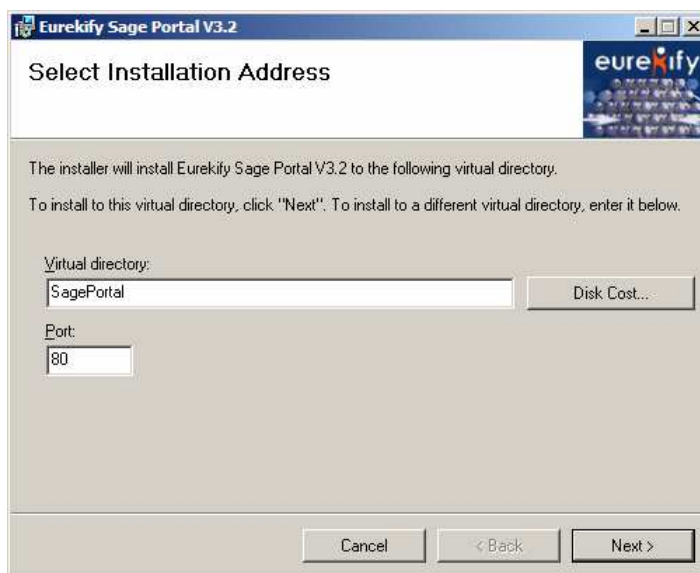 Eurekify Sage Portal V3.2
Select Installation Address
eurekify
The installer will install Eurekify Sage Portal V3.2 to the following virtual directory.
To install to this virtual directory, click "Next". To install to a different virtual directory, enter it below.
Virtual directory:
SagePortal
Disk Cost...
Port:
80
Cancel
< Back
Next >